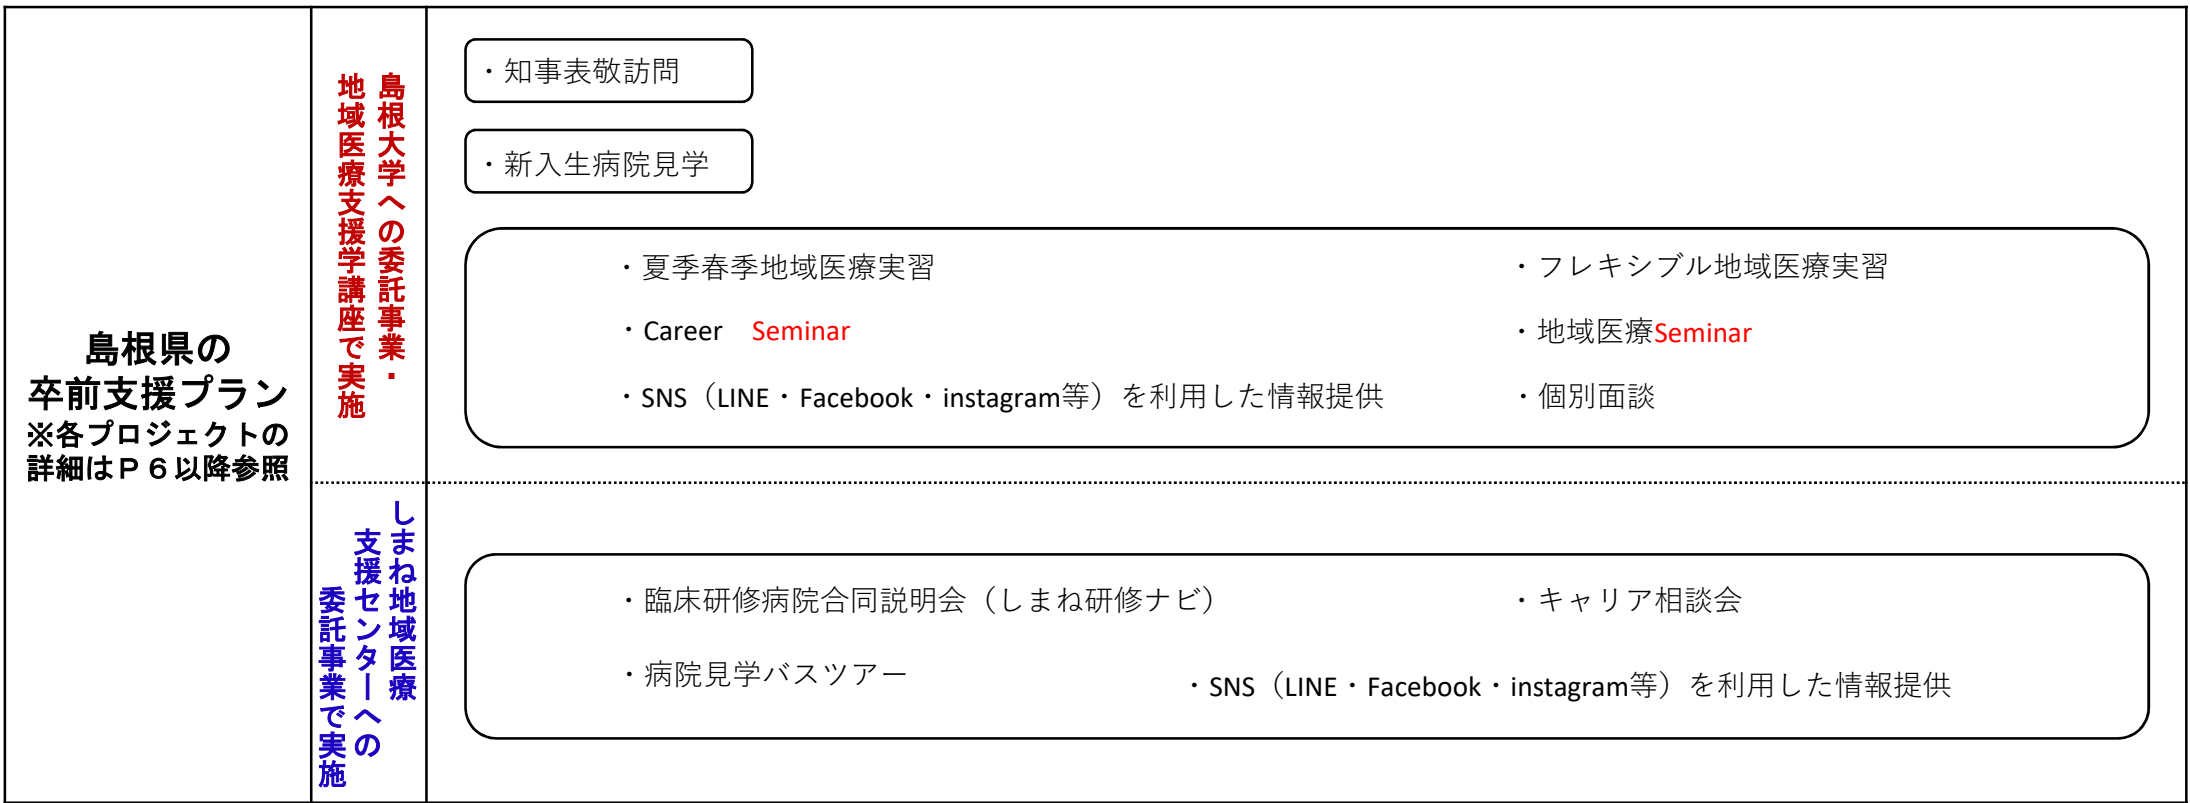 島根県の
卒前支援プラン
※各プロジェクトの
詳細はＰ６以降参照
島根大学への委託事業・
地域医療支援学講座で実施
・知事表敬訪問
・新入生病院見学
・夏季春季地域医療実習
・フレキシブル地域医療実習
・Career　Seminar
・地域医療Seminar
・SNS（LINE・Facebook・instagram等）を利用した情報提供
・個別面談
しまね地域医療
支援センターへの
委託事業で実施
・臨床研修病院合同説明会（しまね研修ナビ）
・キャリア相談会
・病院見学バスツアー
・SNS（LINE・Facebook・instagram等）を利用した情報提供